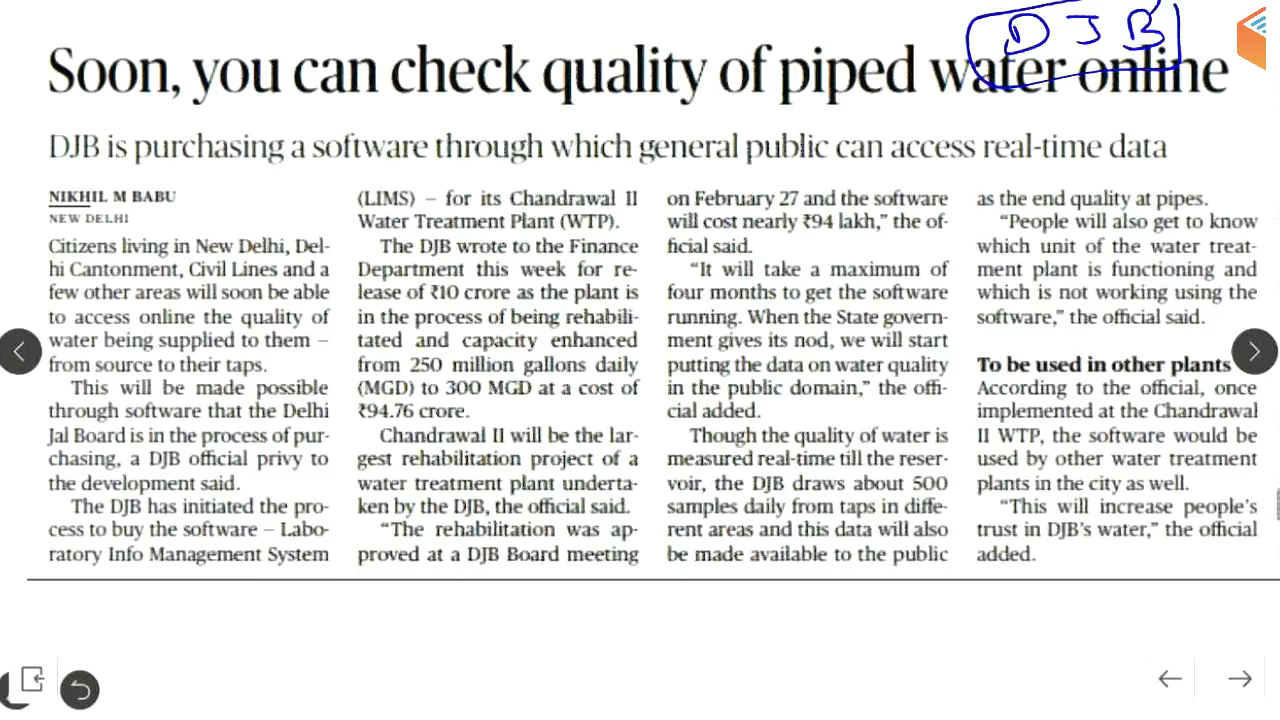 D J B
Soon, you can check quality of piped water online
DJB is purchasing a software through which general public can access real-time data
NIKHIL M BABU
NEW DELHI
Citizens living in New Delhi, Del-
hi Cantonment, Civil Lines and a
few other areas will soon be able
to access online the quality of
water being supplied to them –
from source to their taps.
This will be made possible
through software that the Delhi
Jal Board is in the process of pur-
chasing, a DJB official privy to
the development said.
The DJB has initiated the pro-
cess to buy the software – Labo-
ratory Info Management System
(LIMS) – for its Chandrawal II
Water Treatment Plant (WTP).
The DJB wrote to the Finance
Department this week for re-
lease of ₹10 crore as the plant is
in the process of being rehabili-
tated and capacity enhanced
from 250 million gallons daily
(MGD) to 300 MGD at a cost of
₹94.76 crore.
Chandrawal II will be the lar-
gest rehabilitation project of a
water treatment plant underta-
ken by the DJB, the official said.
"The rehabilitation was ap-
proved at a DJB Board meeting
on February 27 and the software
will cost nearly ₹94 lakh," the of-
ficial said.
"It will take a maximum of
four months to get the software
running. When the State govern-
ment gives its nod, we will start
putting the data on water quality
in the public domain," the offi-
cial added.
Though the quality of water is
measured real-time till the reser-
voir, the DJB draws about 500
samples daily from taps in diffe-
rent areas and this data will also
be made available to the public
as the end quality at pipes.
"People will also get to know
which unit of the water treat-
ment plant is functioning and
which is not working using the
software," the official said.
To be used in other plants
According to the official, once
implemented at the Chandrawal
II WTP, the software would be
used by other water treatment
plants in the city as well.
"This will increase people's
trust in DJB's water," the official
added.